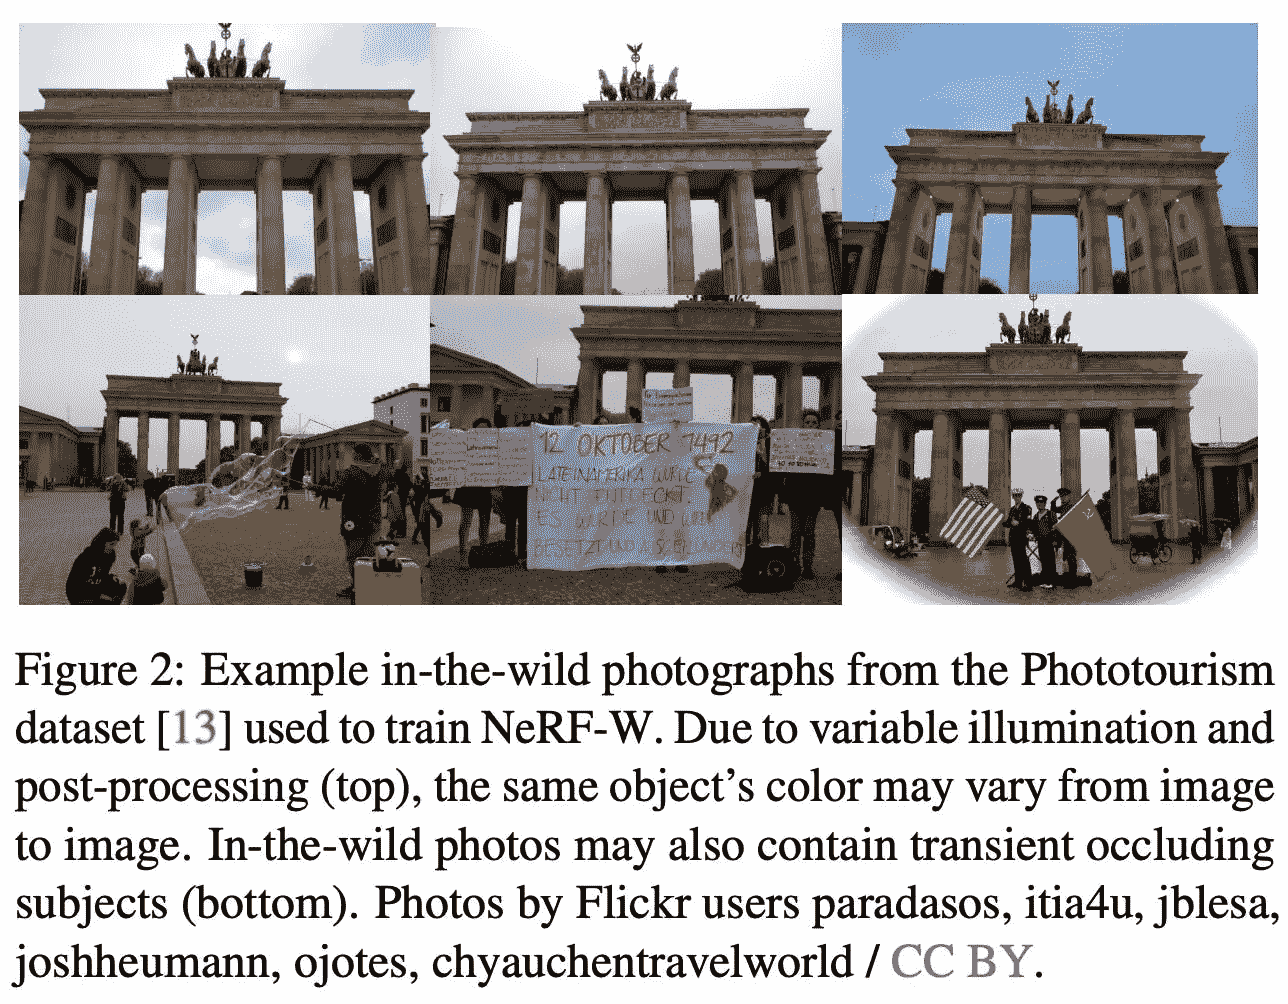 12 OKTOBER 1492
LATEINAMERIKA WURDE
NICHT ENTDECKT
ES WURDE UND WIRD
BESETZT UND
Figure 2: Example in-the-wild photographs from the Phototourism
dataset [13] used to train NeRF-W. Due to variable illumination and
post-processing (top), the same object's color may vary from image
to image. In-the-wild photos may also contain transient occluding
subjects (bottom). Photos by Flickr users paradasos, itia4u, jblesa,
joshheumann, ojotes, chyauchentravelworld / CC BY.